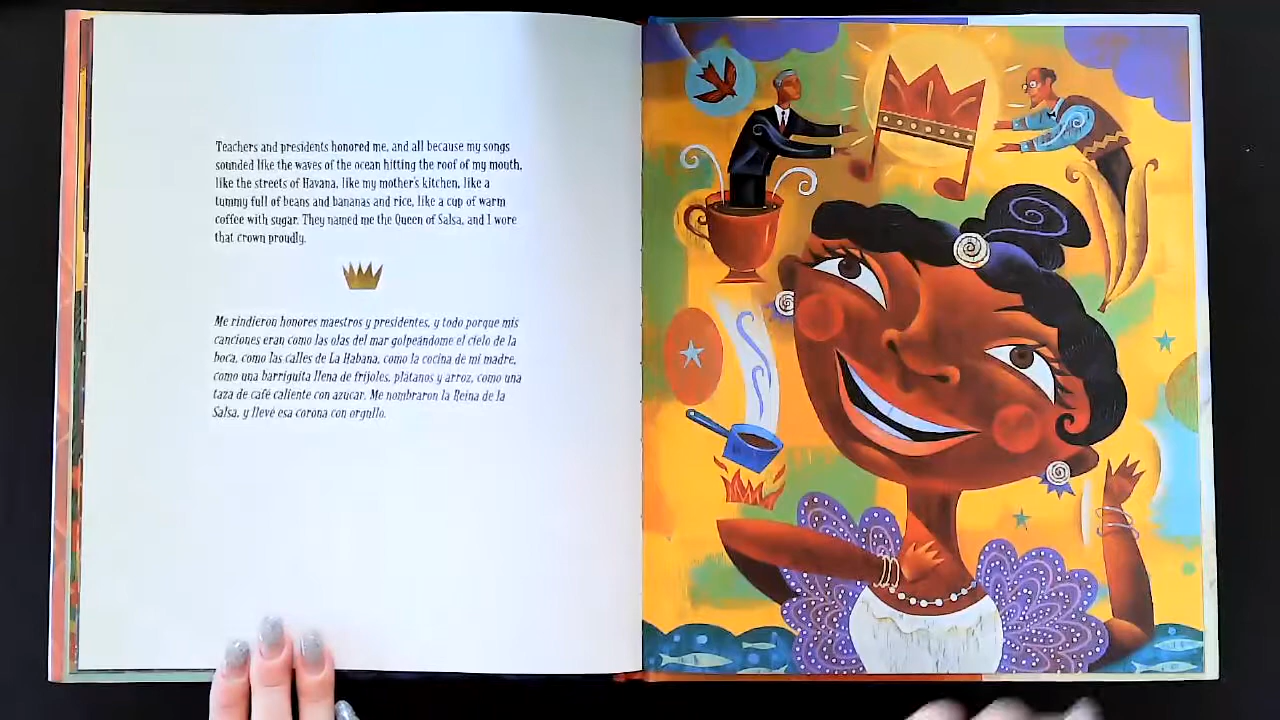 Teachers and presidents honored me, and all because my songs
sounded like the waves of the ocean hitting the roof of my mouth,
like the streets of Havana, like my mother's kitchen, like a
tummy full of beans and bananas and rice, like a cup of warm
coffee with sugar. They named me the Queen of Salsa, and I wore
that crown proudly.
Me rindieron honores maestros y presidentes, y todo porque mis
canciones eran como las olas del mar golpeándome el cielo de la
boca, como las calles de La Habana, como la cocina de mi madre,
como una barriguita llena de frijoles, plátanos y arroz, como una
taza de café caliente con azúcar. Me nombraron la Reina de la
Salsa, y llevé esa corona con orgullo.